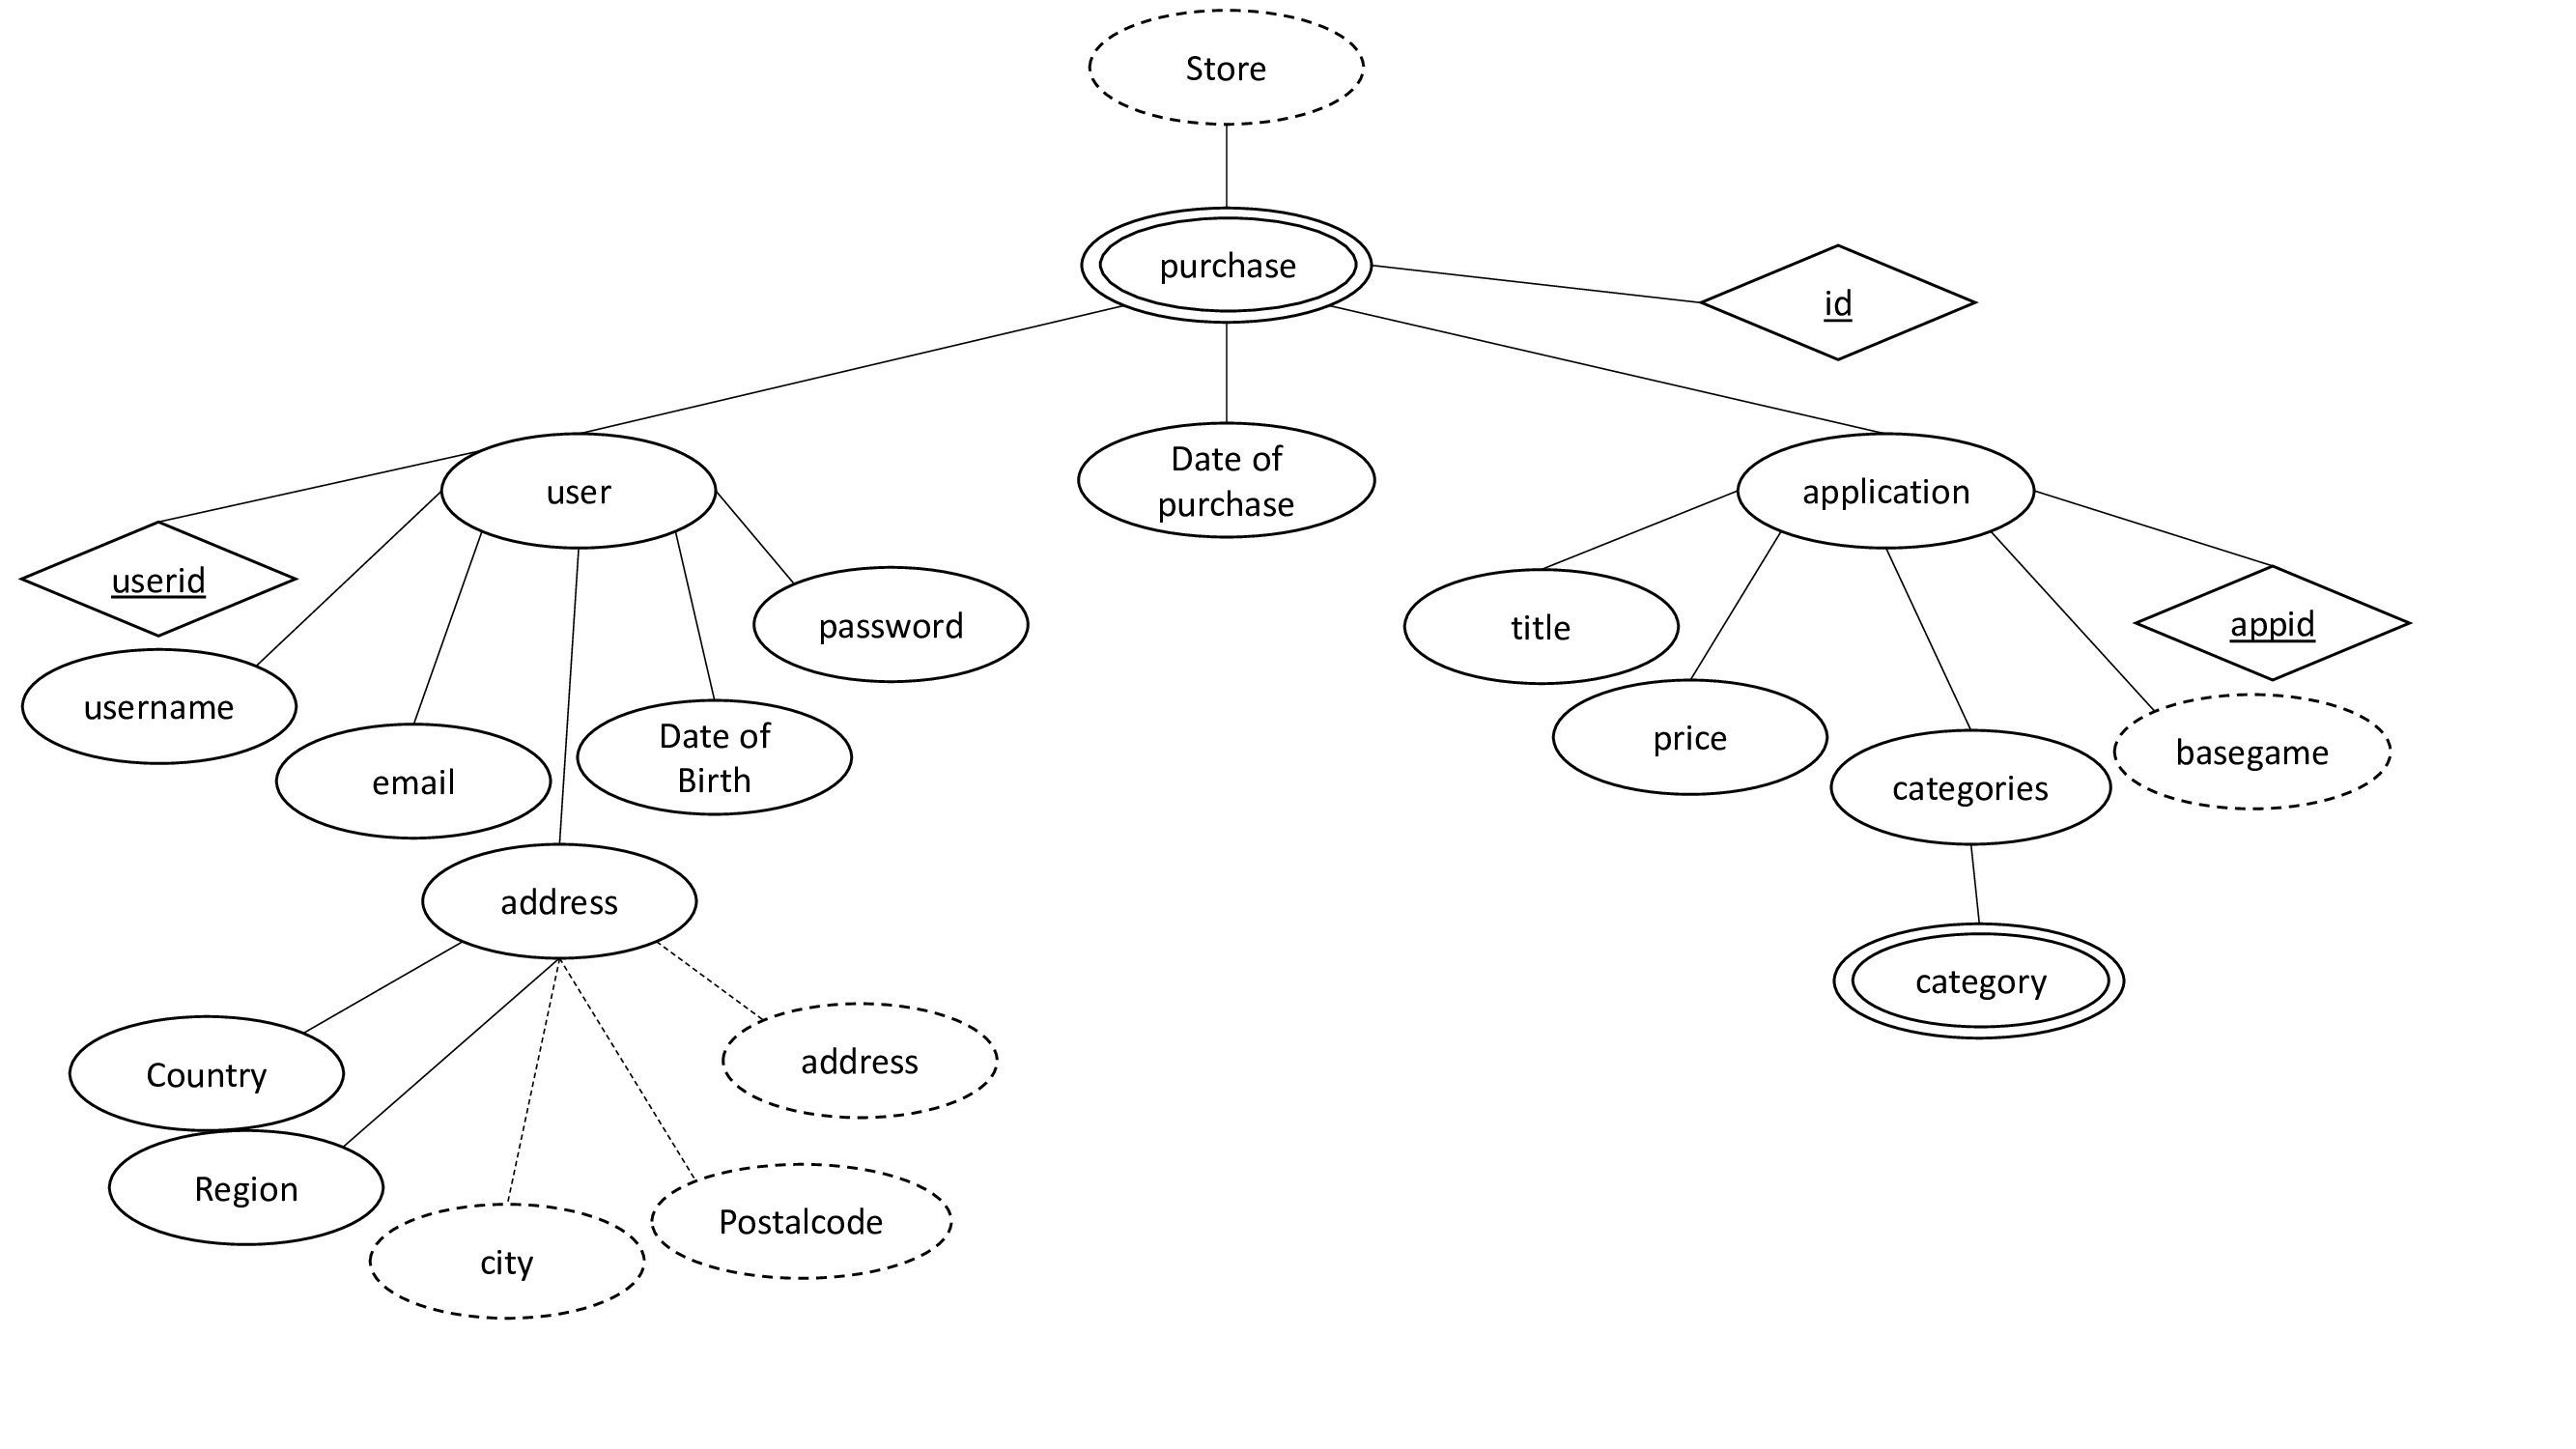 Store
purchase
id
user
Date of
purchase
application
userid
username
email
address
Date of
Birth
password
title
price
categories
basegame
appid
category
Country
Region
city
Postalcode
address